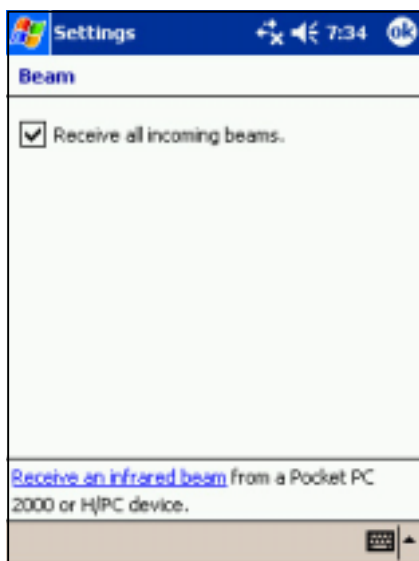 Settings 7:34 ok
Beam
Receive all incoming beams.
Receive an infrared beam from a Pocket PC
2000 or H/PC device.